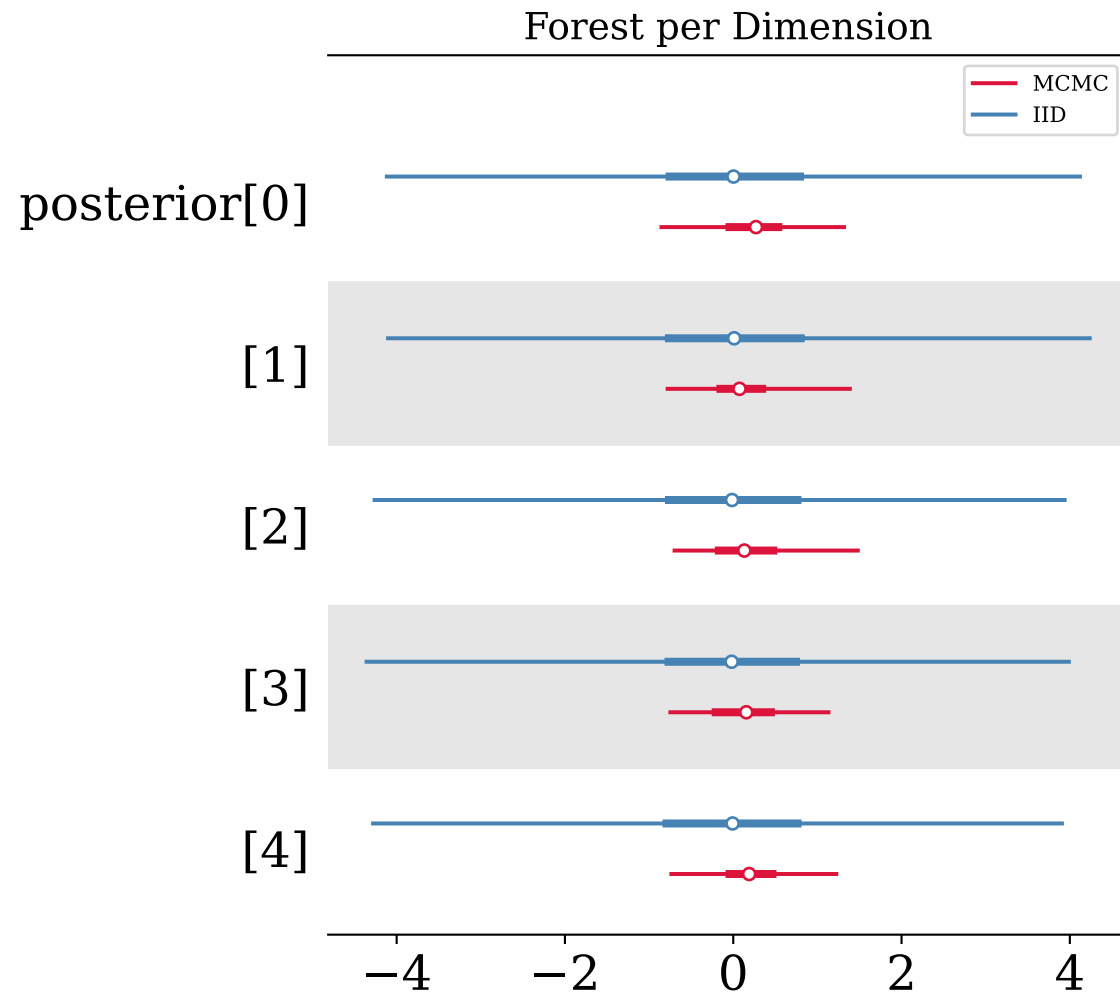 Forest per Dimension
MCMC
IID
posterior[0]
[1]
[2]
[3]
[4]
−4 −2 0 2 4